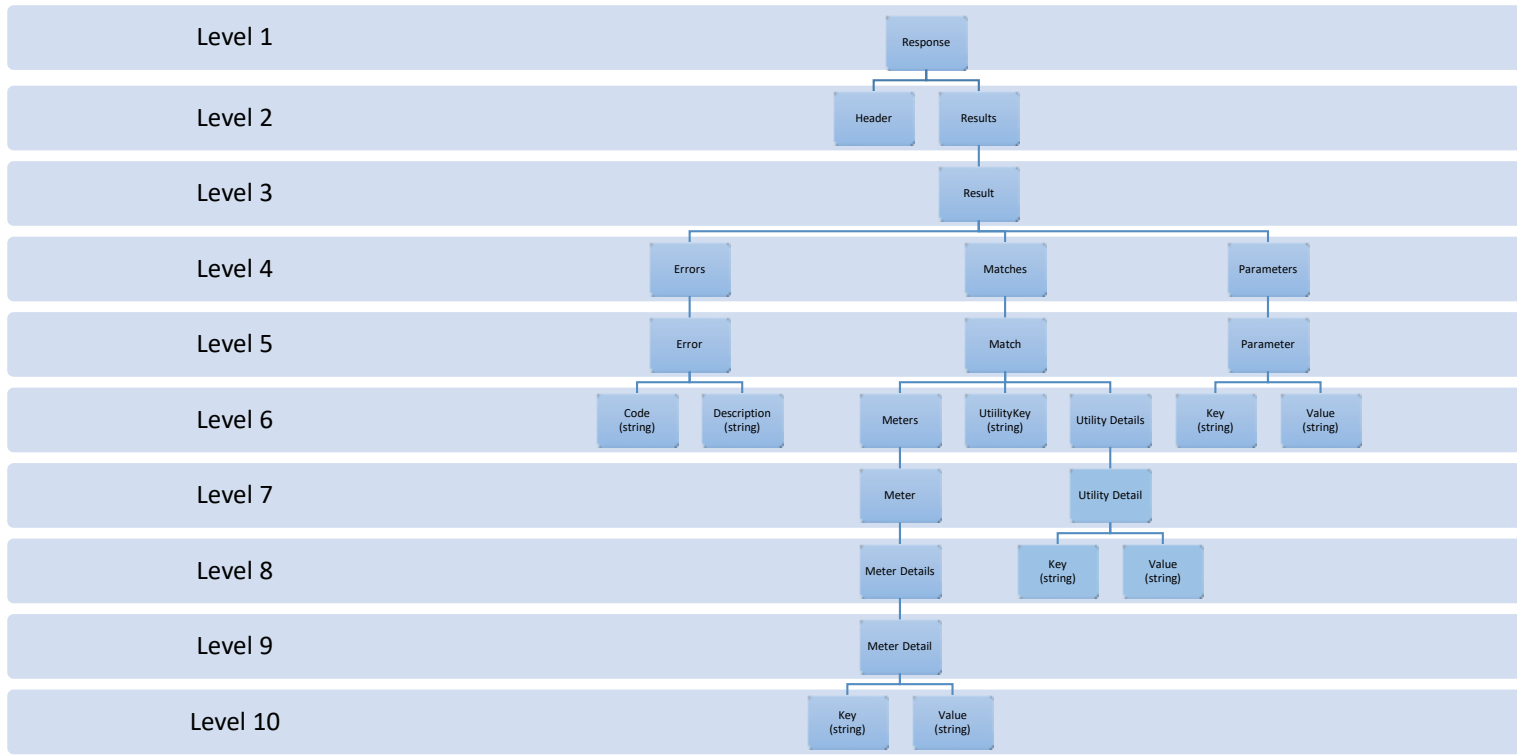 Level 1
Response
Level 2
Header
Results
Level 3
Result
Level 4
Errors
Matches
Parameters
Level 5
Error
Match
Parameter
Level 6
Code
(string)
Description
(string)
Meters
UtiilityKey
(string)
Utility Details
Key
(string)
Value
(string)
Level 7
Meter
Utility Detail
Level 8
Meter Details
Key
(string)
Value
(string)
Level 9
Meter Detail
Level 10
Key
(string)
Value
(string)